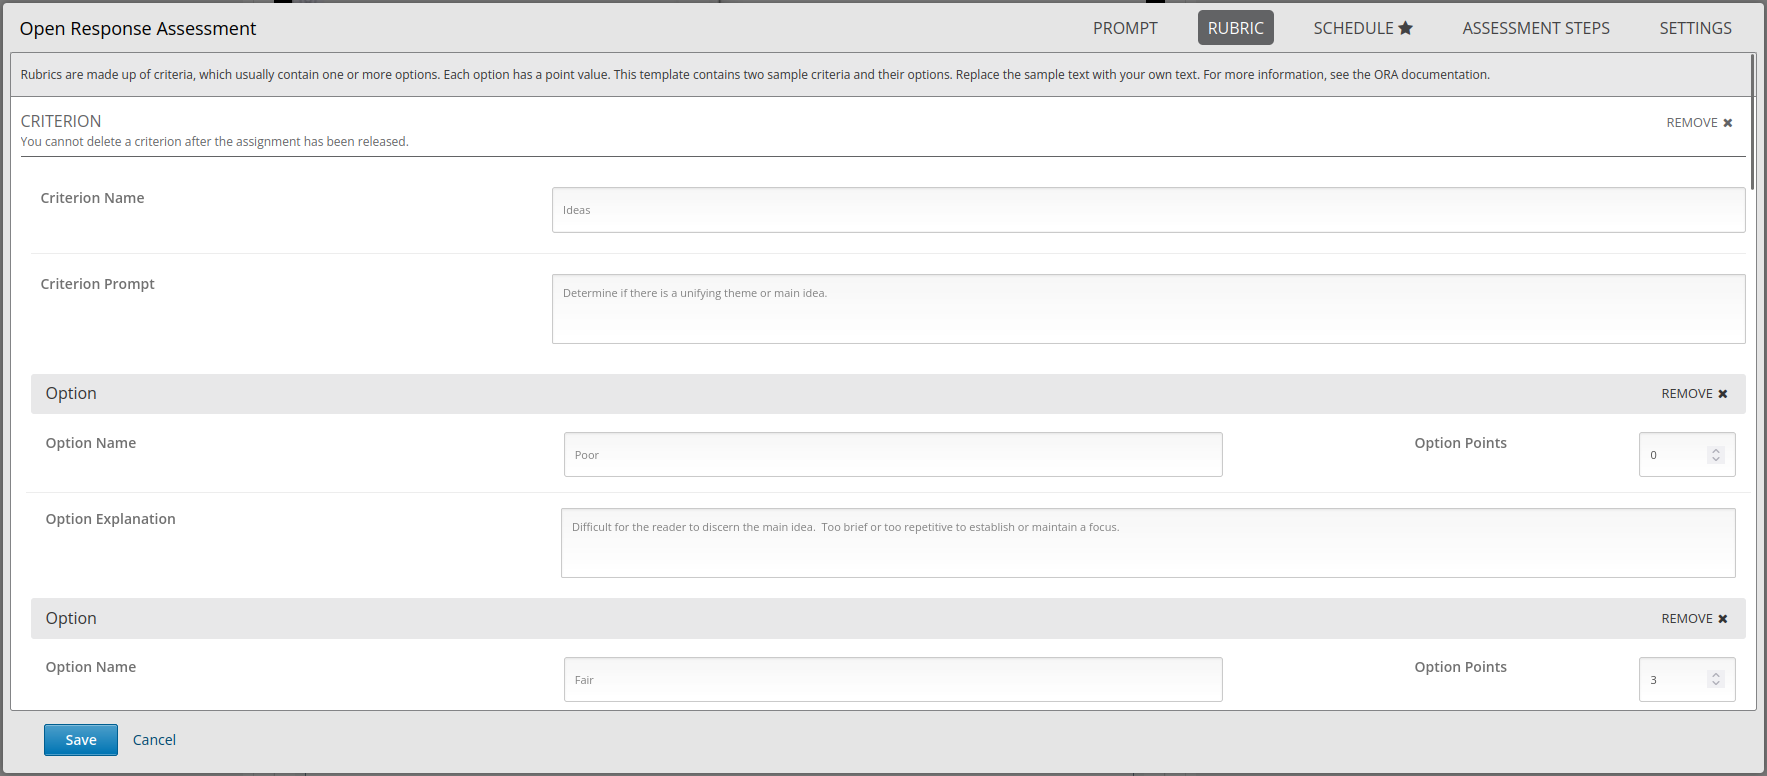 Open Response Assessment PROMPT RUBRIC SCHEDULE ASSESSMENT STEPS SETTINGS
Rubrics are made up of criteria, which usually contain one or more options. Each option has a point value. This template contains two sample criteria and their options. Replace the sample text with your own text. For more information, see the ORA documentation.
CRITERION REMOVE
You cannot delete a criterion after the assignment has been released.
Criterion Name Ideas
Criterion Prompt Determine if there is a unifying theme or main idea.
Option REMOVE
Option Name Poor Option Points 0
Option Explanation Difficult for the reader to discern the main idea.  Too brief or too repetitive to establish or maintain a focus.
Option REMOVE
Option Name Fair Option Points 3
Save Cancel